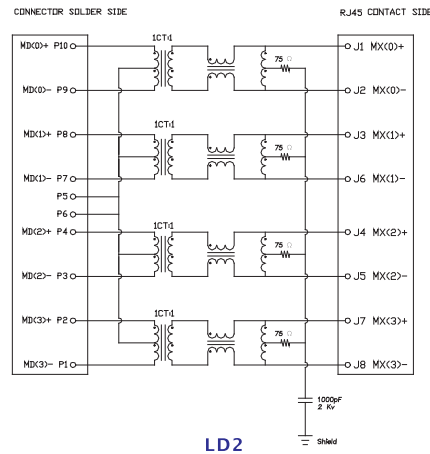 CONNECTOR SOLDER SIDE
RJ45 CONTACT SIDE
1CT:1
MD(0)+ P10
J1 MX(0)+
75 Ω
MD(0)- P9
J2 MX(0)-
1CT:1
MD(1)+ P8
J3 MX(1)+
75 Ω
MD(1)- P7
J6 MX(1)-
P5
P6
1CT:1
MD(2)+ P4
J4 MX(2)+
75 Ω
MD(2)- P3
J5 MX(2)-
1CT:1
MD(3)+ P2
J7 MX(3)+
75 Ω
MD(3)- P1
J8 MX(3)-
1000pF
2 Kv
Shield
LD2